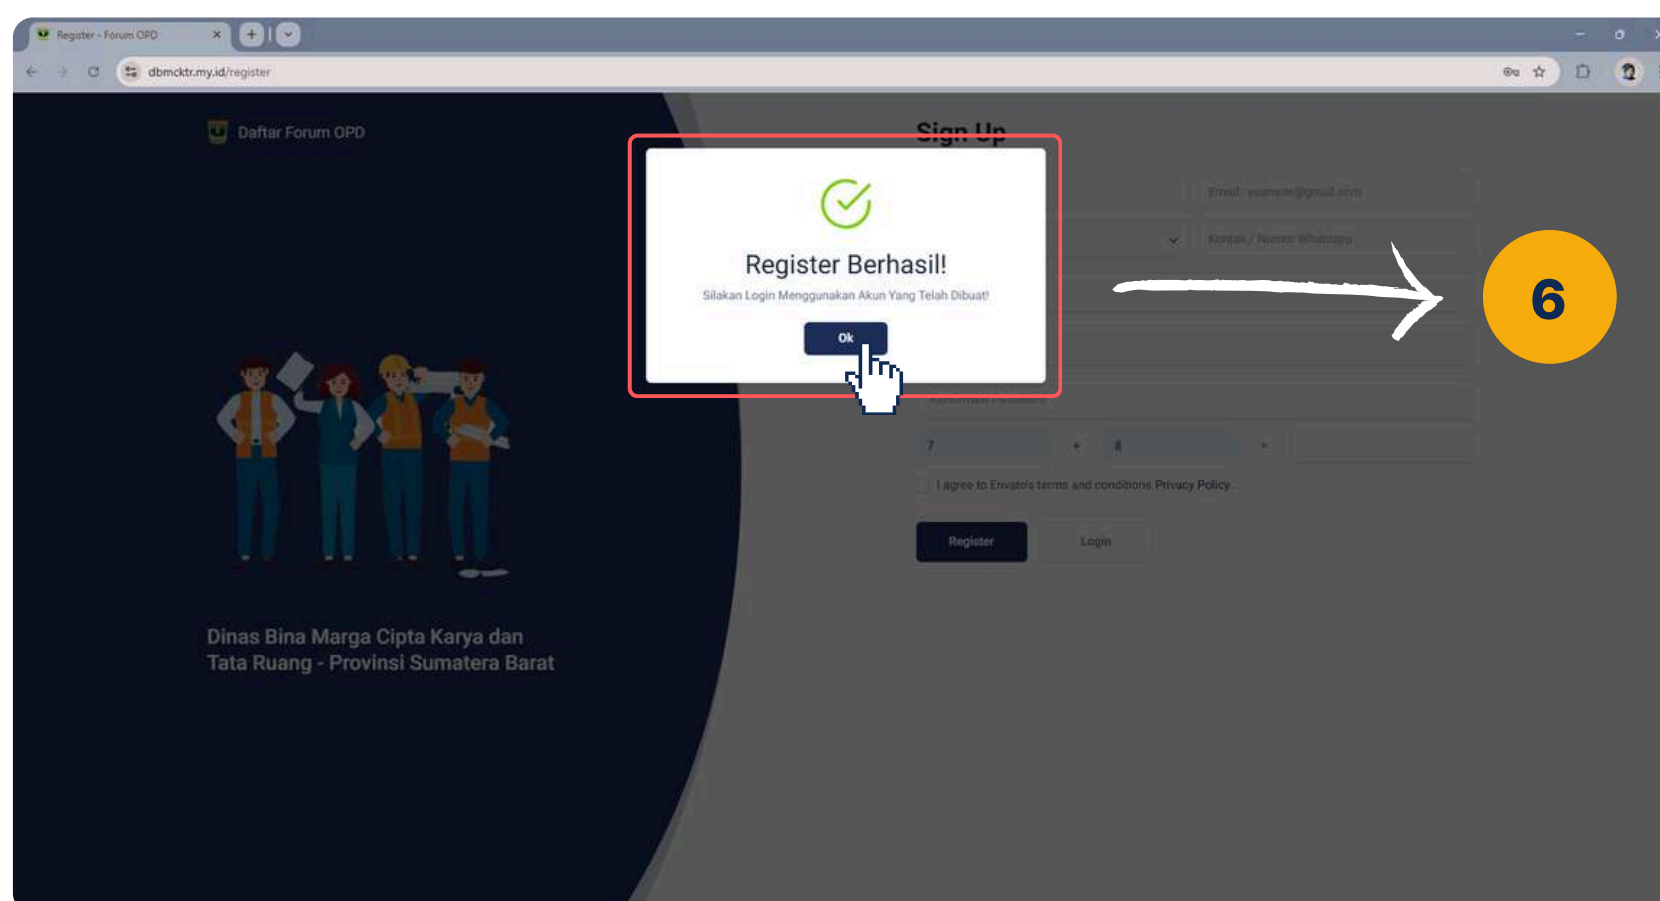 Register - Forum OPD
dbmcktr.my.id/register
Daftar Forum OPD
Sign Up
Email : example@gmail.com
Kontak / Nomor Whatsapp
Register Berhasil!
Silakan Login Menggunakan Akun Yang Telah Dibuat!
Ok
6
7 + 8 =
I agree to Envato's terms and conditions Privacy Policy
Register Login
Dinas Bina Marga Cipta Karya dan
Tata Ruang - Provinsi Sumatera Barat